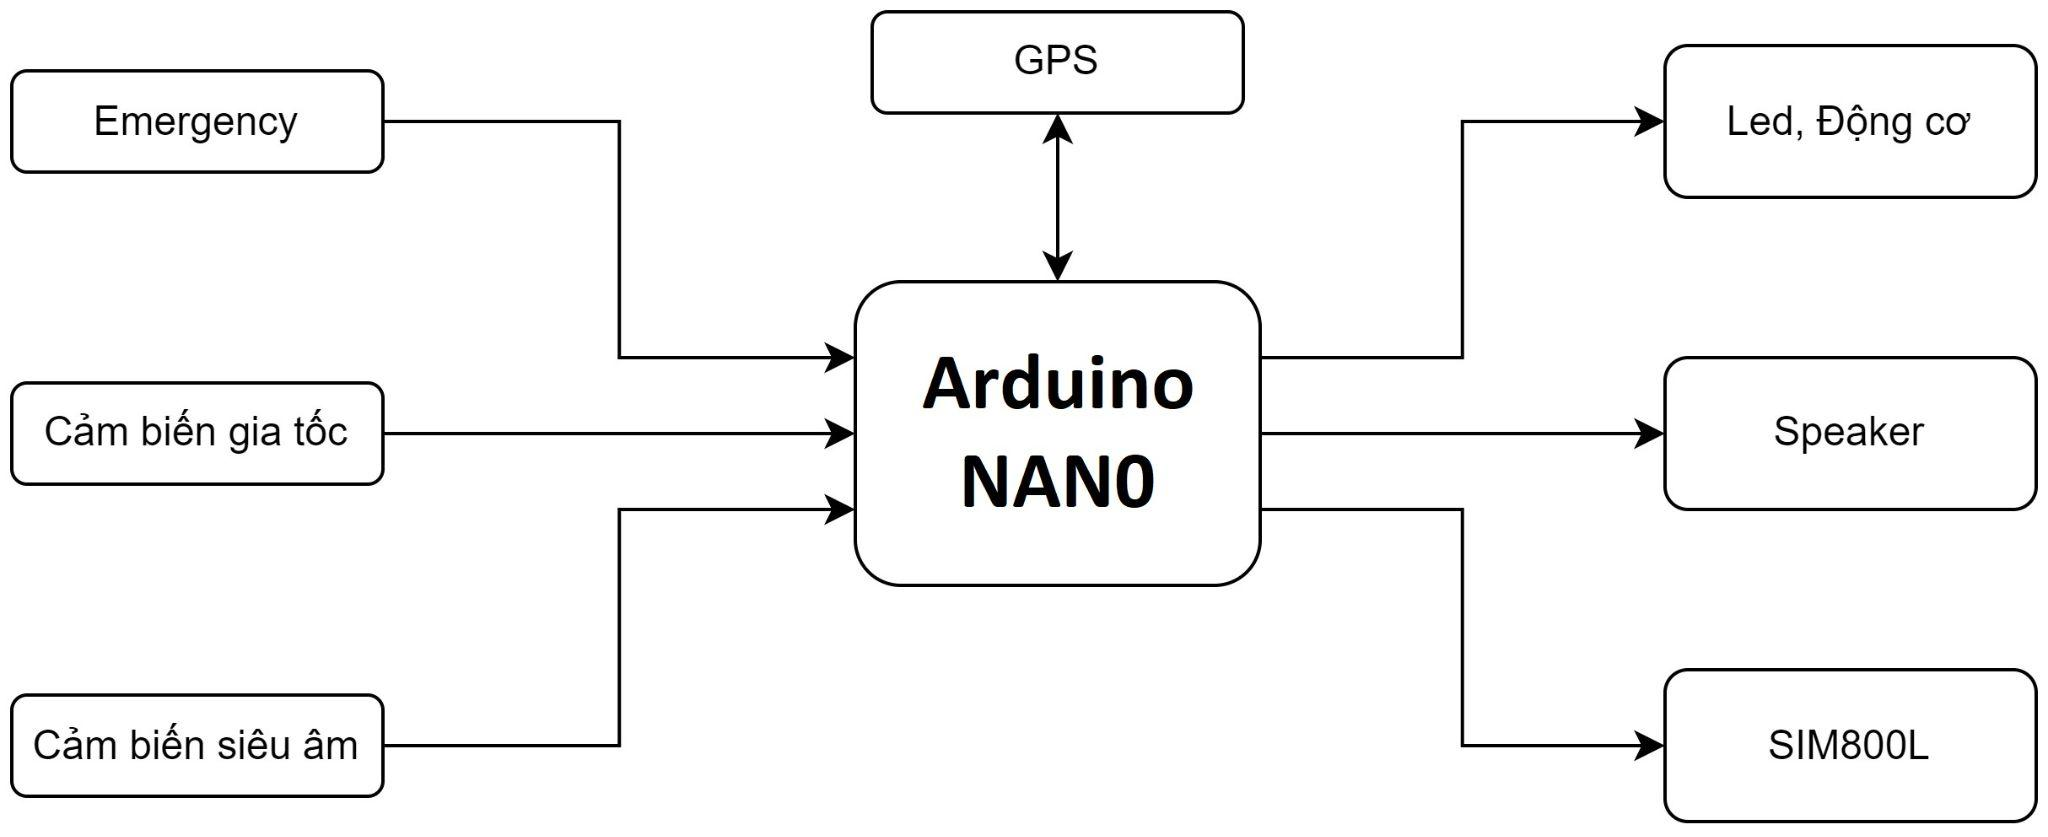 GPS
Emergency
Led, Động cơ
Arduino
NAN0
Cảm biến gia tốc
Speaker
Cảm biến siêu âm
SIM800L